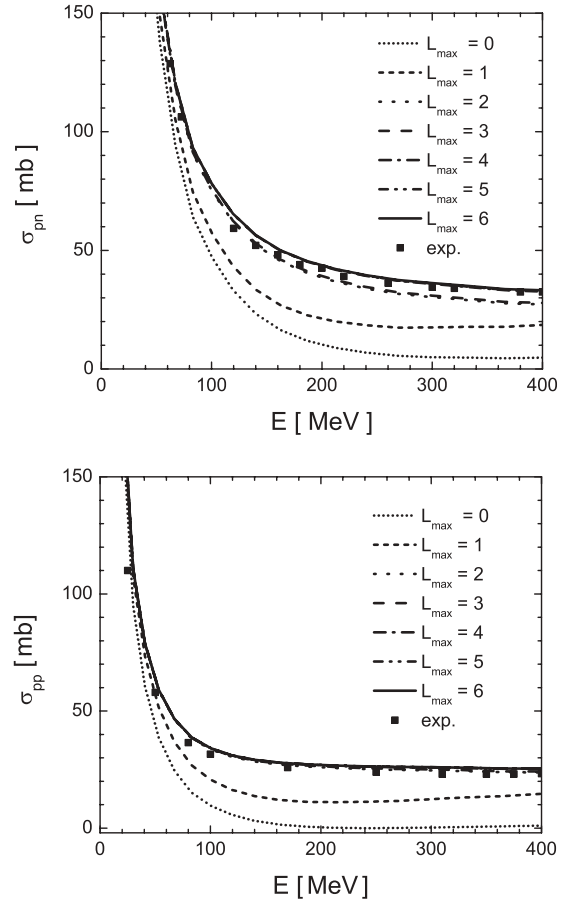 150
100
50
0
σpn [ mb]
0 100 200 300 400
E [ MeV ]
Lmax = 0
Lmax = 1
Lmax = 2
Lmax = 3
Lmax = 4
Lmax = 5
Lmax = 6
exp.
150
100
50
0
σpp [mb]
0 100 200 300 400
E [ MeV ]
Lmax = 0
Lmax = 1
Lmax = 2
Lmax = 3
Lmax = 4
Lmax = 5
Lmax = 6
exp.